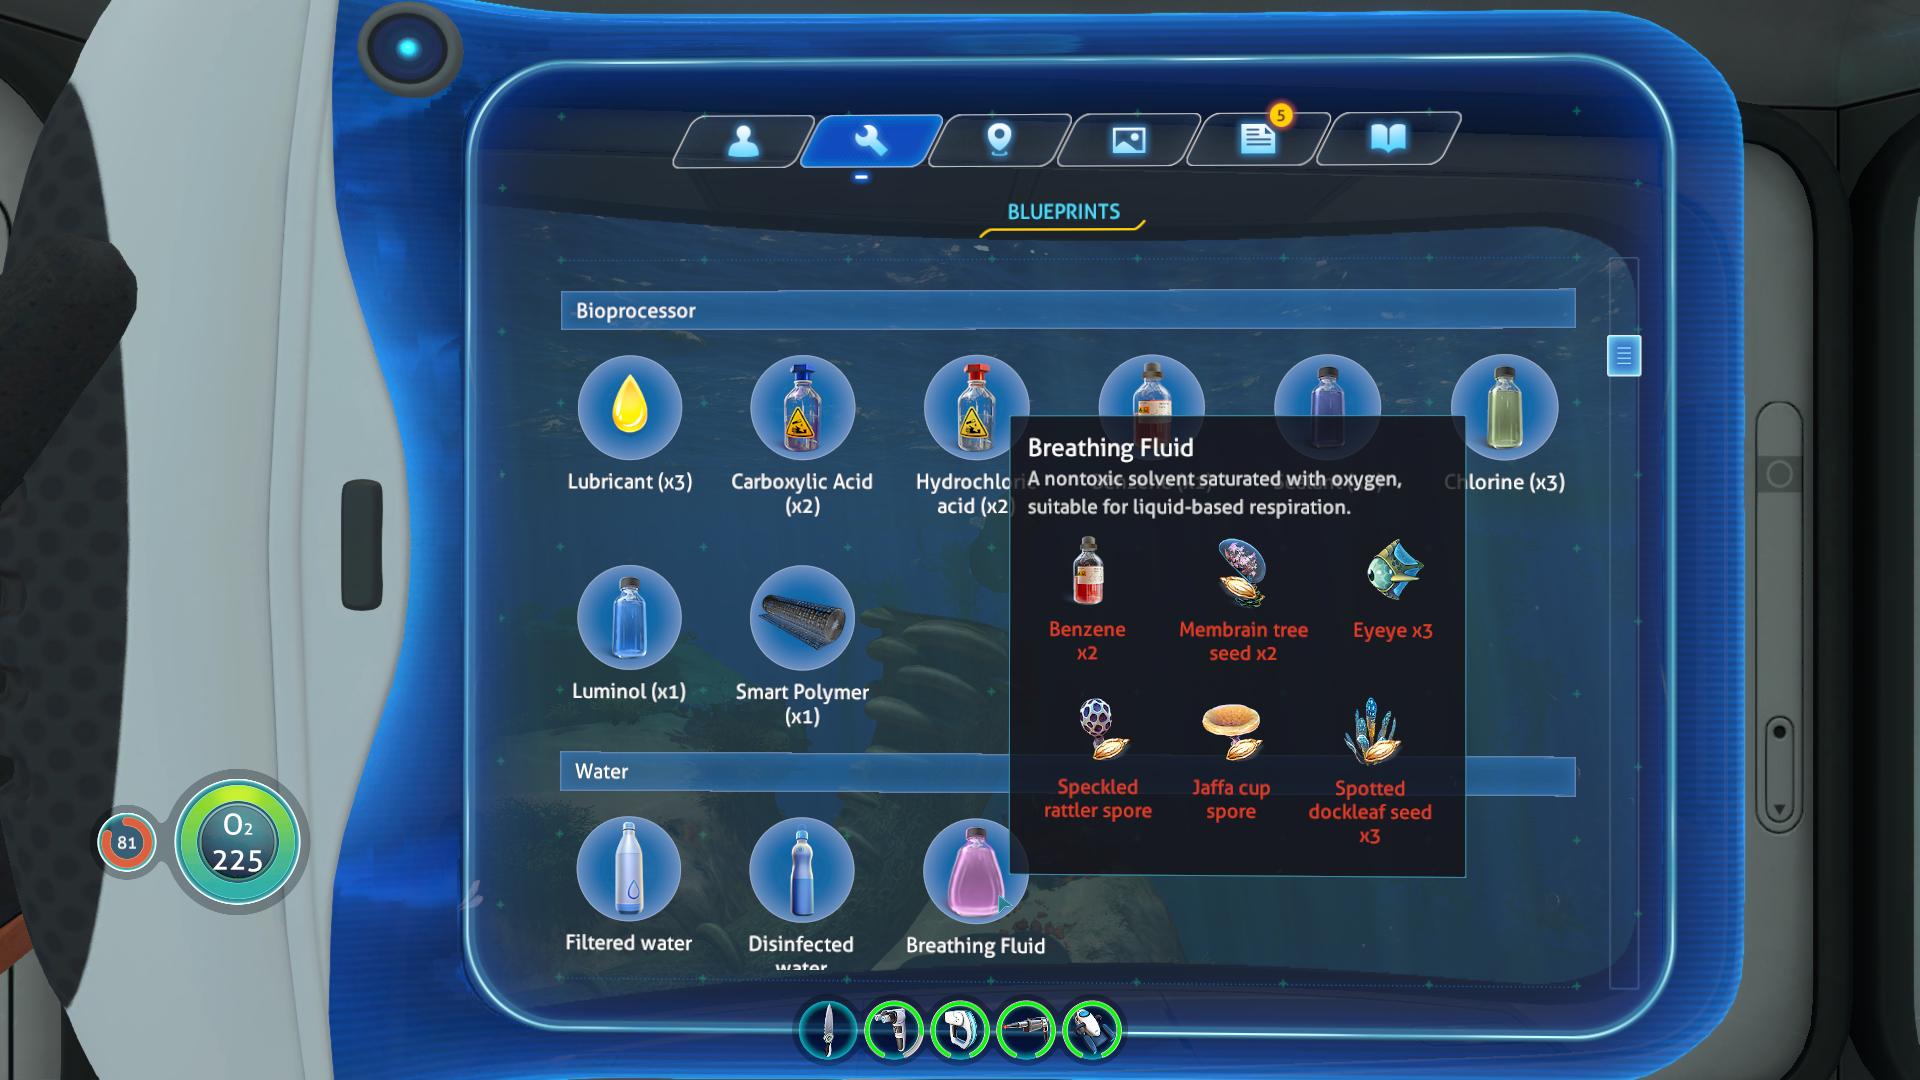 5
BLUEPRINTS
Bioprocessor
Lubricant (x3)
Carboxylic Acid
(x2)
Hydrochlo
acid (x2
Chlorine (x3)
Breathing Fluid
A nontoxic solvent saturated with oxygen,
suitable for liquid-based respiration.
Benzene
x2
Membrain tree
seed x2
Eyeye x3
Speckled
rattler spore
Jaffa cup
spore
Spotted
dockleaf seed
x3
Luminol (x1)
Smart Polymer
(x1)
Water
Filtered water
Disinfected
water
Breathing Fluid
81
O₂
225